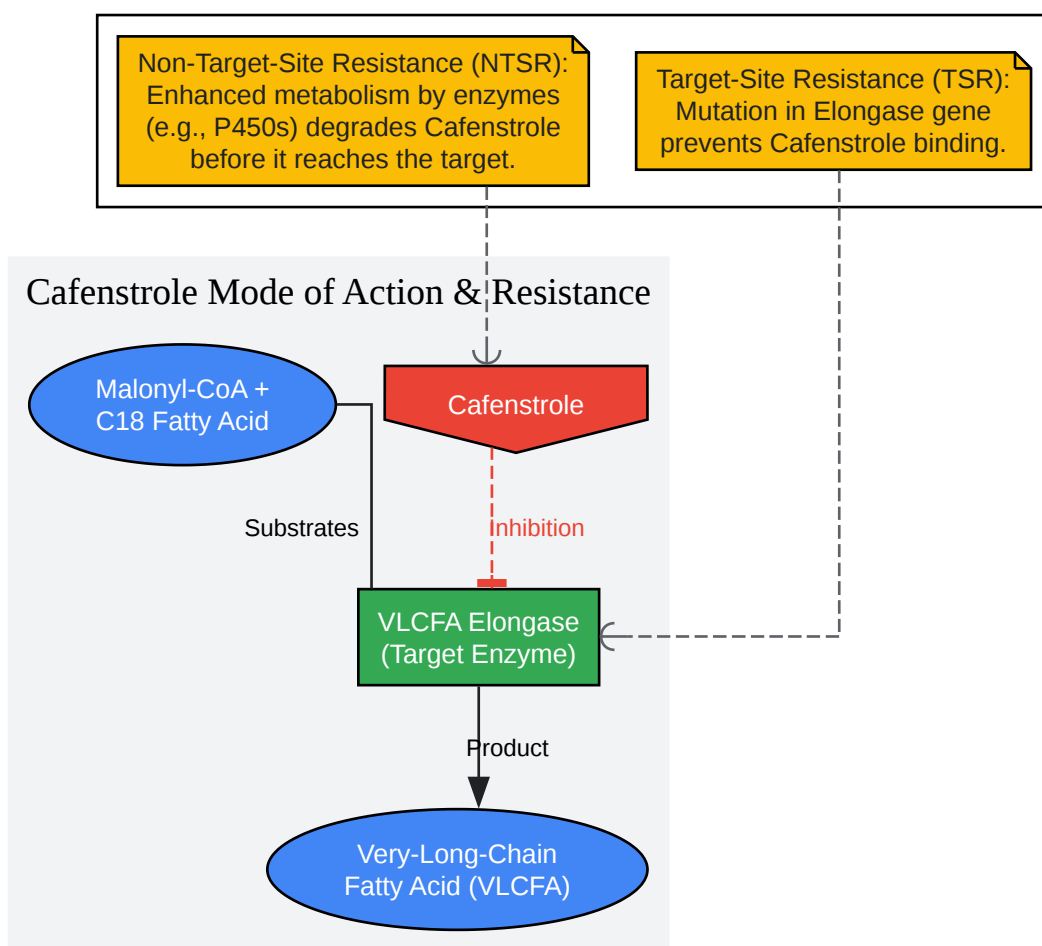 Non-Target-Site Resistance (NTSR):
Enhanced metabolism by enzymes
(e.g., P450s) degrades Cafenstrole
before it reaches the target.
Target-Site Resistance (TSR):
Mutation in Elongase gene
prevents Cafenstrole binding.
Cafenstrole Mode of Action & Resistance
Malonyl-CoA +
C18 Fatty Acid
Cafenstrole
Substrates
Inhibition
VLCFA Elongase
(Target Enzyme)
Product
Very-Long-Chain
Fatty Acid (VLCFA)